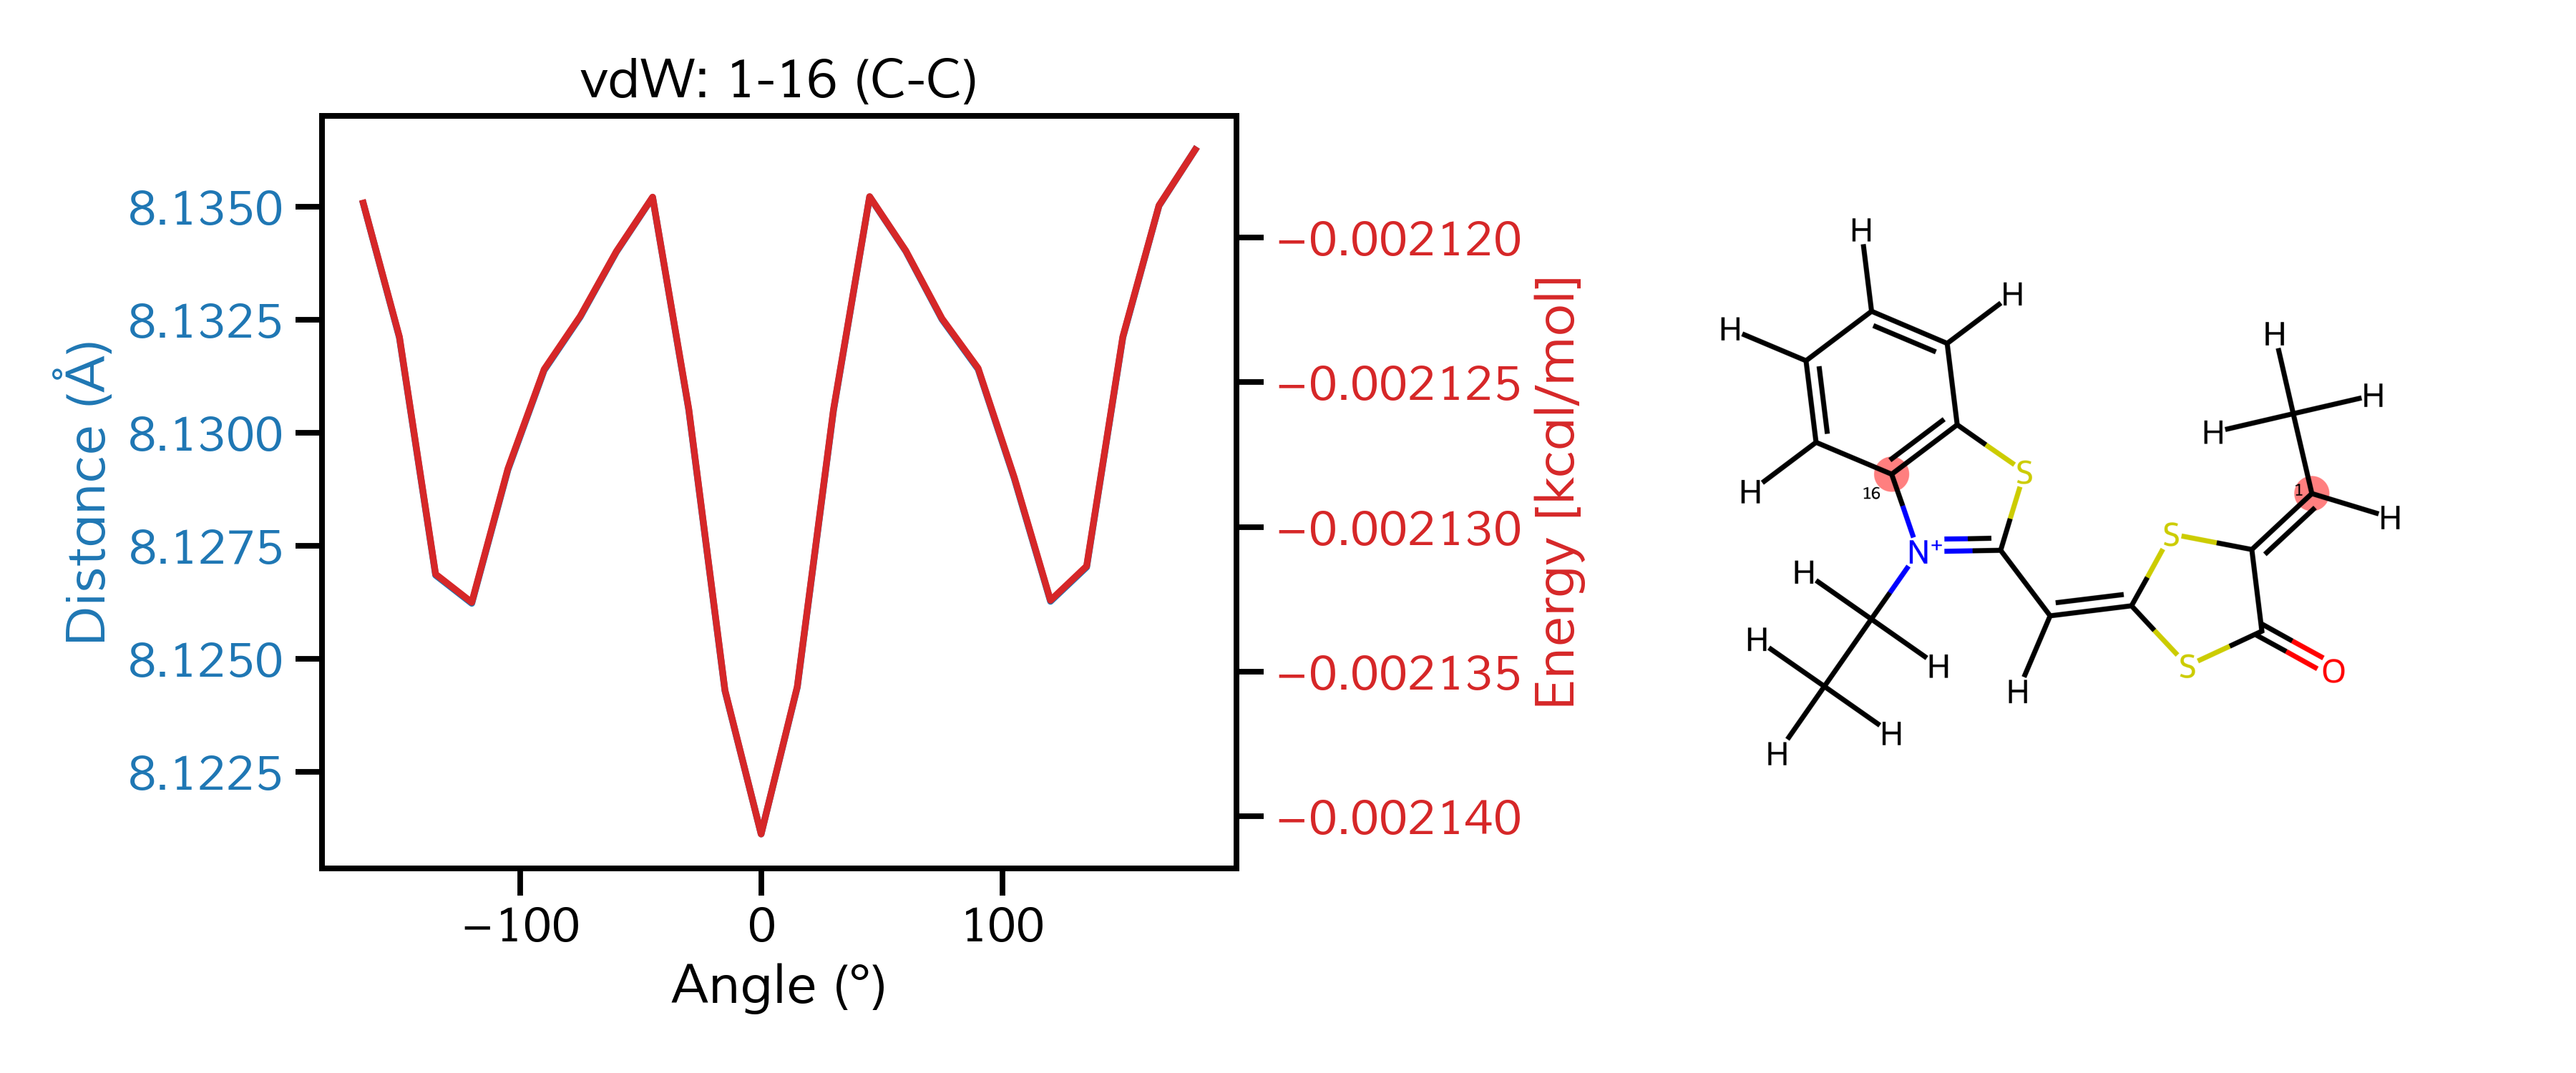 vdW: 1-16 (C-C)
Distance (Å)
8.1350
8.1325
8.1300
8.1275
8.1250
8.1225
−100
0
100
Angle (°)
−0.002120
−0.002125
−0.002130
−0.002135
−0.002140
Energy [kcal/mol]
H
H
H
H
H
H
H
S
1
16
H
S
N⁺
H
H
H
S
O
H
H
H